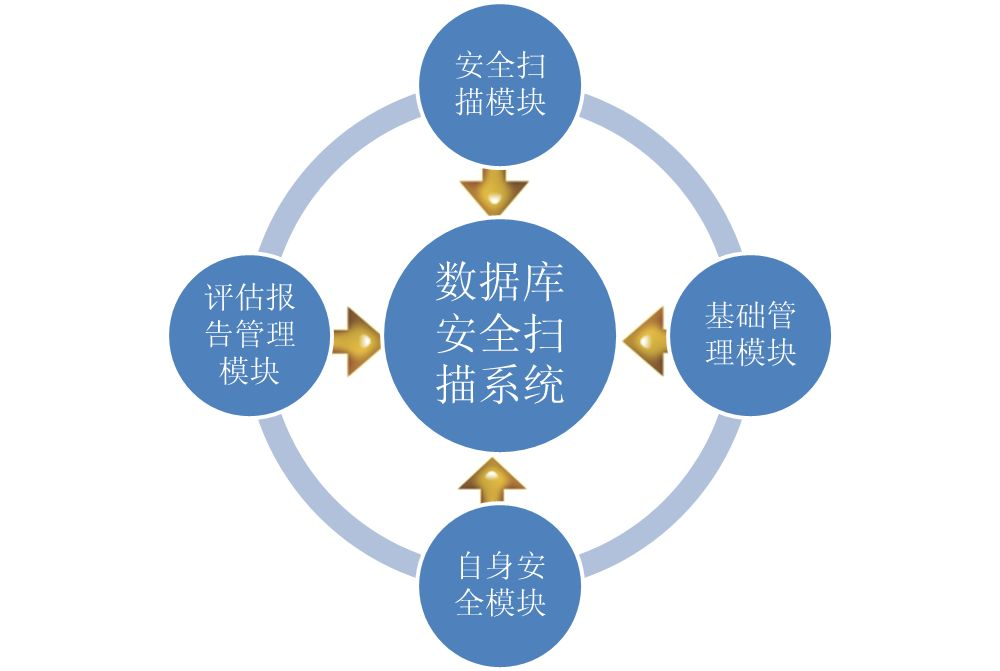 安全扫
描模块
评估报
告管理
模块
数据库
安全扫
描系统
基础管
理模块
自身安
全模块